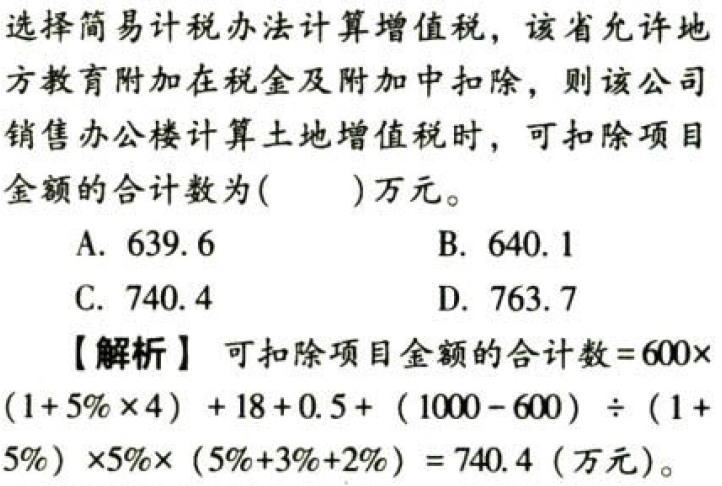 选择简易计税办法计算增值税，该省允许地
方教育附加在税金及附加中扣除，则该公司
销售办公楼计算土地增值税时，可扣除项目
金额的合计数为(　　)万元。
A. 639.6　　B. 640.1
C. 740.4　　D. 763.7
【解析】 可扣除项目金额的合计数=600×
(1+5%×4) +18+0.5+ (1000-600) ÷ (1+
5%) ×5%× (5%+3%+2%) =740.4 (万元)。